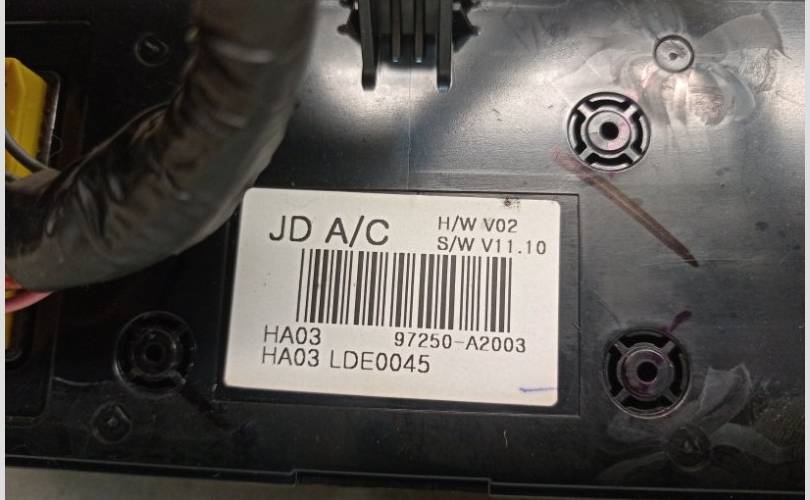 JD A/C
H/W V02
S/W V11.10
HA03 97250-A2003
HA03 LDE0045